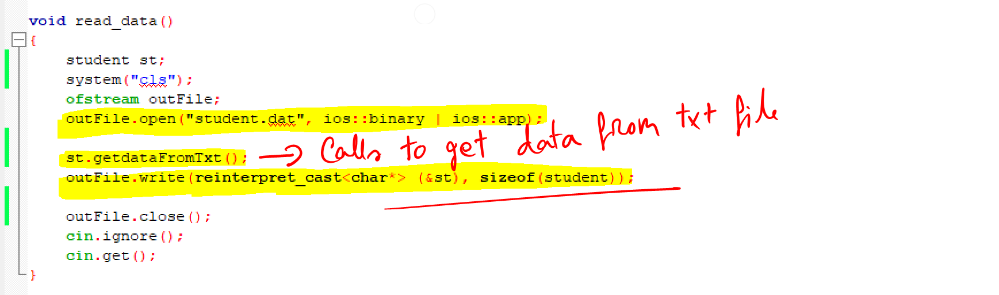 void read_data()
{
student st;
system("cls");
ofstream outFile;
outFile.open("student.dat", ios::binary | ios::app);
st.getdataFromTxt(); → Calls to get data from txt file
outFile.write(reinterpret_cast<char*> (&st), sizeof(student));
outFile.close();
cin.ignore();
cin.get();
}